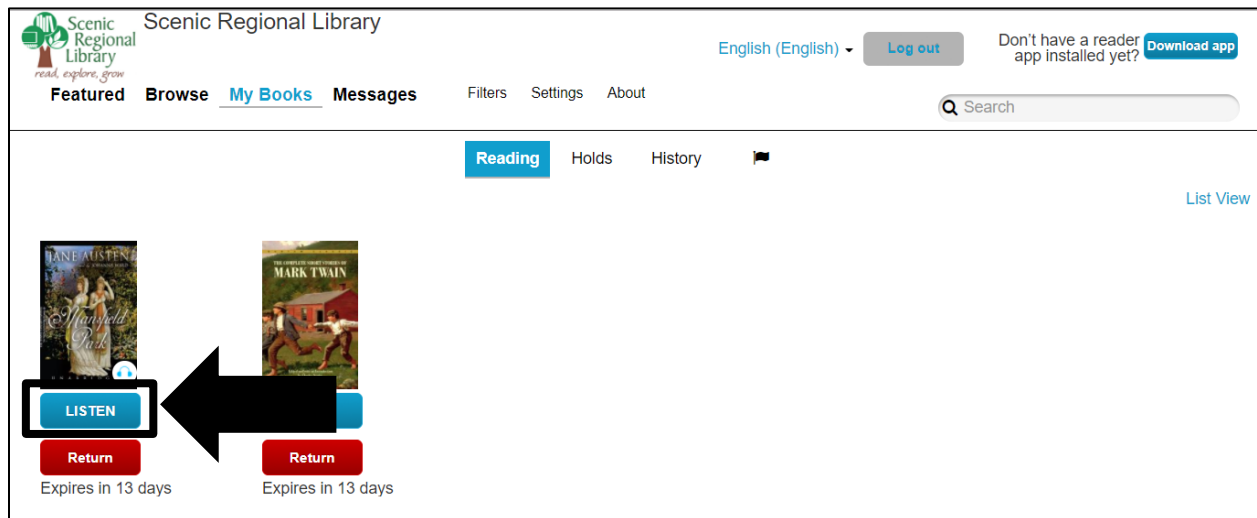 Scenic
Regional
Library
read, explore, grow
Scenic Regional Library
English (English)
Log out
Don't have a reader
app installed yet?
Download app
Featured Browse My Books Messages
Filters Settings About
Search
Reading Holds History
List View
JANE AUSTEN
Mansfield
Park
UNABRIDGED
THE COMPLETE SHORT STORIES OF
MARK TWAIN
LISTEN
Return
Return
Expires in 13 days
Expires in 13 days